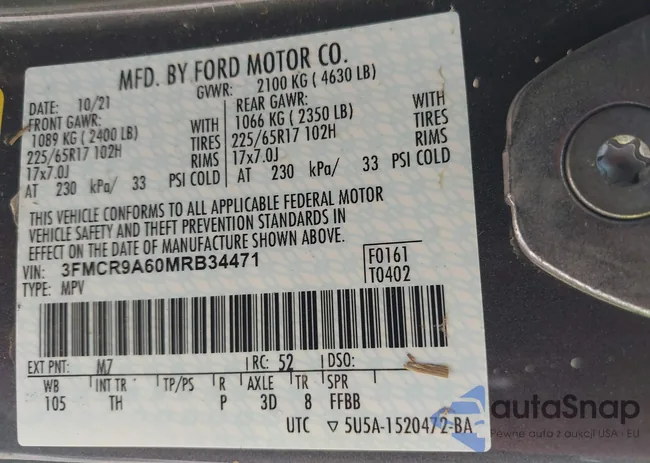 MFD. BY FORD MOTOR CO.
DATE: 10/21 GVWR: 2100 KG ( 4630 LB)
FRONT GAWR: REAR GAWR: WITH
1089 KG ( 2400 LB) WITH 1066 KG ( 2350 LB) TIRES
225/65R17 102H TIRES 225/65R17 102H RIMS
17x7.0J RIMS 17x7.0J
AT 230 kPa/ 33 PSI COLD AT 230 kPa/ 33 PSI COLD
THIS VEHICLE CONFORMS TO ALL APPLICABLE FEDERAL MOTOR
VEHICLE SAFETY AND THEFT PREVENTION STANDARDS IN
EFFECT ON THE DATE OF MANUFACTURE SHOWN ABOVE.
VIN: 3FMCR9A60MRB34471 F0161
TYPE: MPV T0402
EXT PNT: M7 RC: 52 DSO:
WB INT TR TP/PS R AXLE TR SPR
105 TH P 3D 8 FFBB
UTC ▽ 5U5A-1520472-BA
autaSnap
Pewne auta z aukcji USA i EU